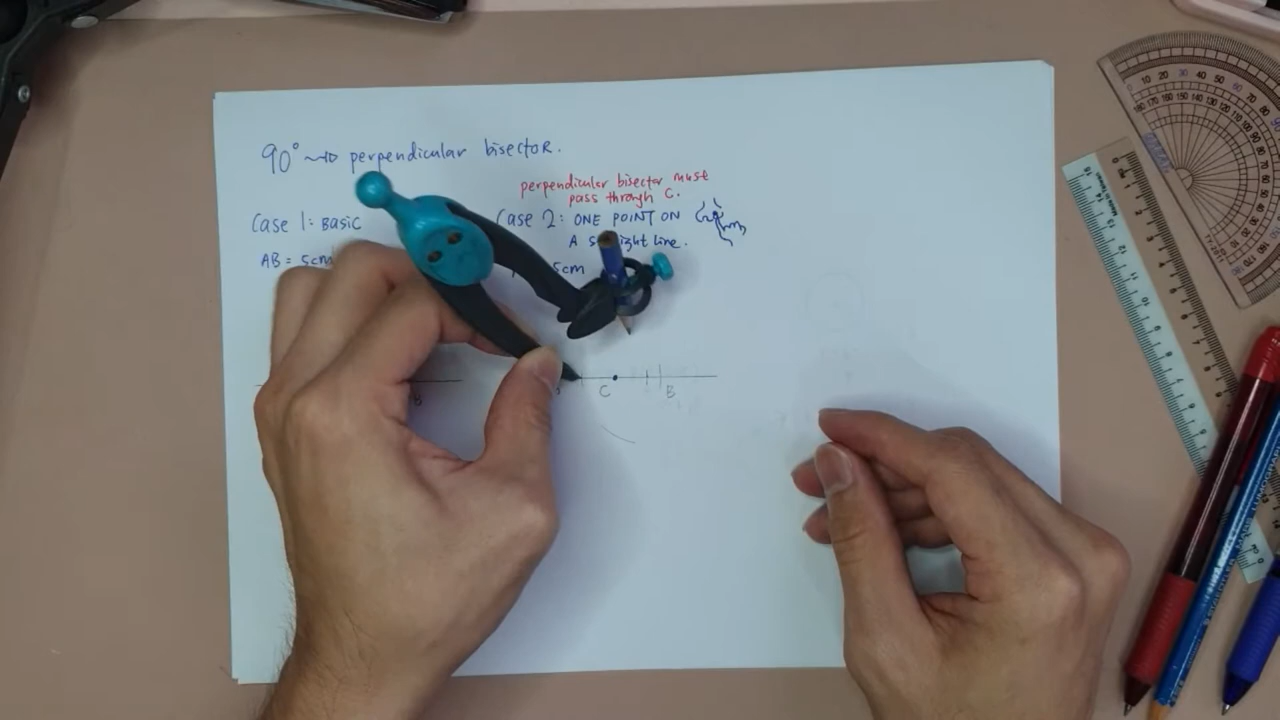 90° ~→ perpendicular bisector.
perpendicular bisector must
pass through C.
Case 1: BASIC
Case 2: ONE POINT ON
A straight line.
AB = 5cm
5cm
B
C
B